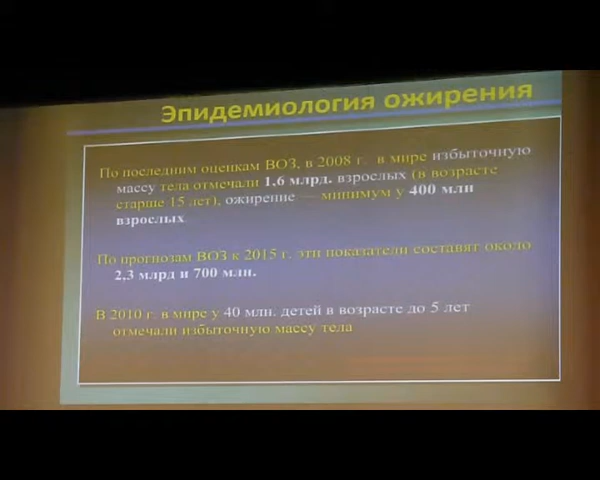 Эпидемиология ожирения
По последним оценкам ВОЗ, в 2008 г. в мире избыточную
массу тела отмечали 1,6 млрд. взрослых (в возрасте
старше 15 лет), ожирение — минимум у 400 млн
взрослых
По прогнозам ВОЗ к 2015 г. эти показатели составят около
2,3 млрд и 700 млн.
В 2010 г. в мире у 40 млн. детей в возрасте до 5 лет
отмечали избыточную массу тела